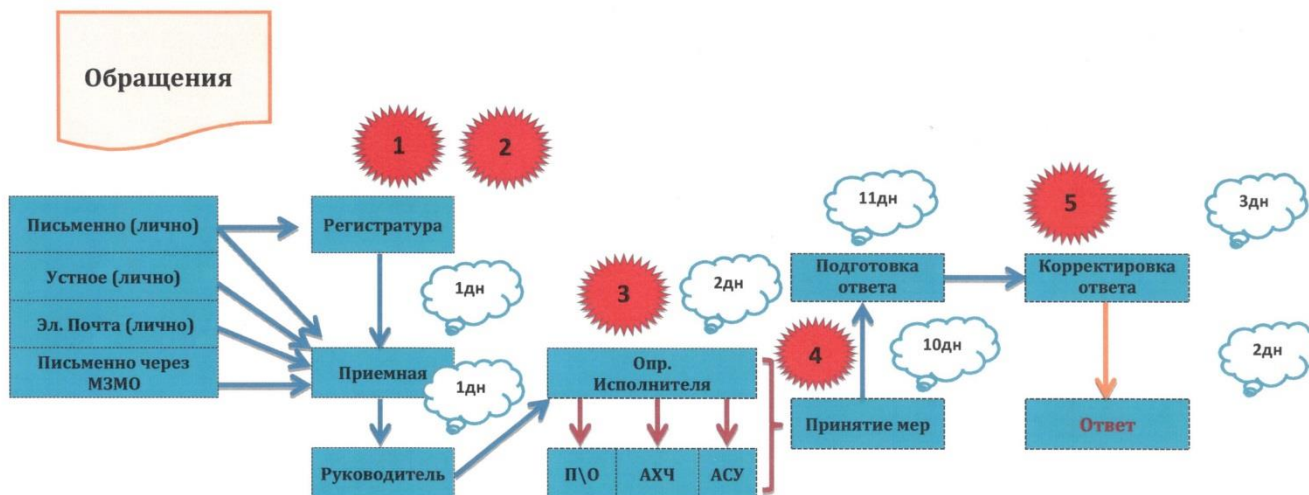 Обращения
1
2
Письменно (лично)
Устное (лично)
Эл. Почта (лично)
Письменно через
МЗМО
Регистратура
1дн
Приемная
1дн
Руководитель
3
2дн
Опр.
Исполнителя
П\О
АХЧ
АСУ
4
Принятие мер
10дн
11дн
Подготовка
ответа
5
3дн
Корректировка
ответа
2дн
Ответ